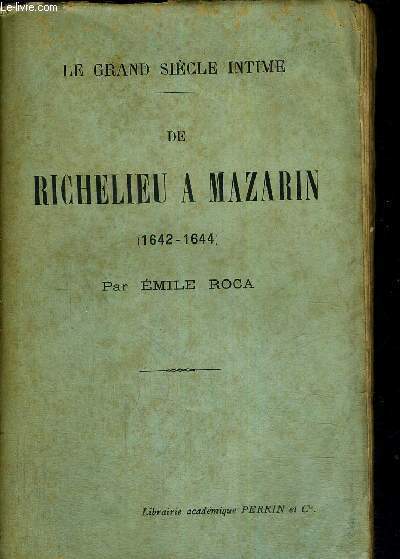 Le-livre.com
LE GRAND SIÈCLE INTIME
DE
RICHELIEU A MAZARIN
(1642-1644)
Par ÉMILE ROCA
Librairie académique PERRIN et Cie.